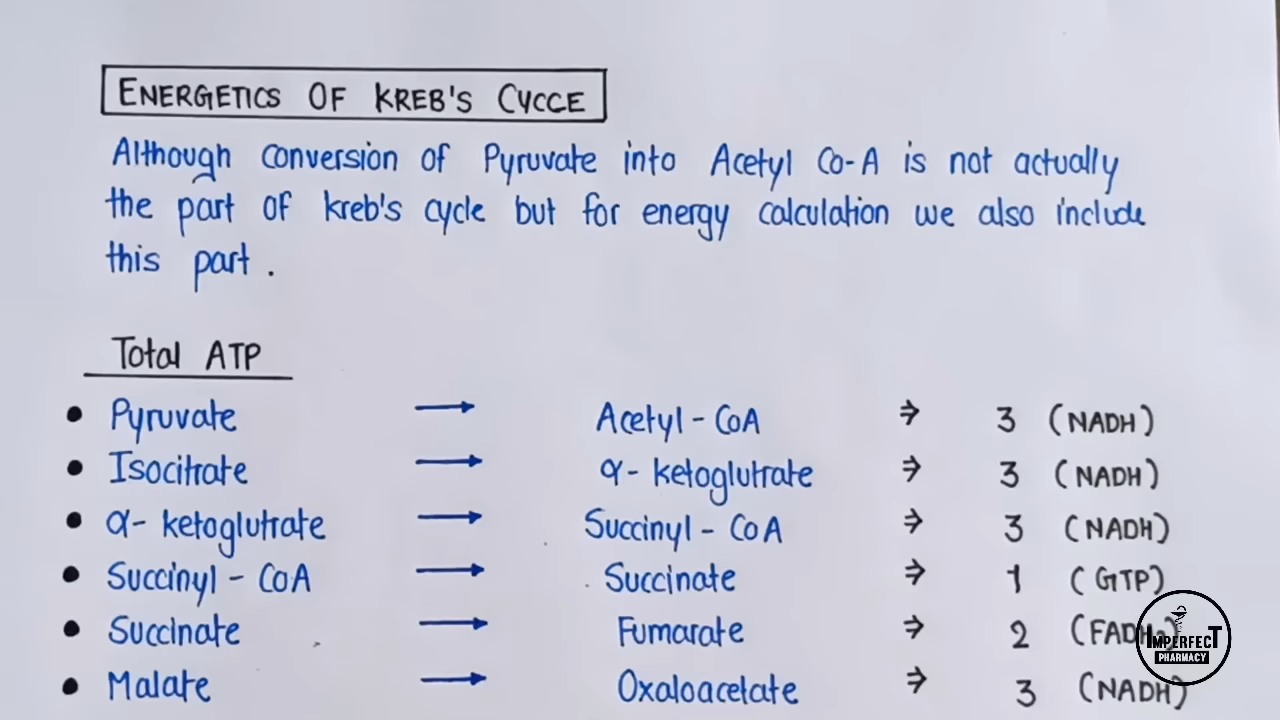 ENERGETICS OF KREB'S CYCCE
Although conversion of Pyruvate into Acetyl Co-A is not actually
the part of kreb's cycle but for energy calculation we also include
this part.
Total ATP
• Pyruvate → Acetyl-CoA ⇒ 3 (NADH)
• Isocitrate → α-ketoglutrate ⇒ 3 (NADH)
• α-ketoglutrate → Succinyl-CoA ⇒ 3 (NADH)
• Succinyl-CoA → Succinate ⇒ 1 (GTP)
• Succinate → Fumarate ⇒ 2 (FADH2)
• Malate → Oxaloacetate ⇒ 3 (NADH)
IMPERFECT
PHARMACY